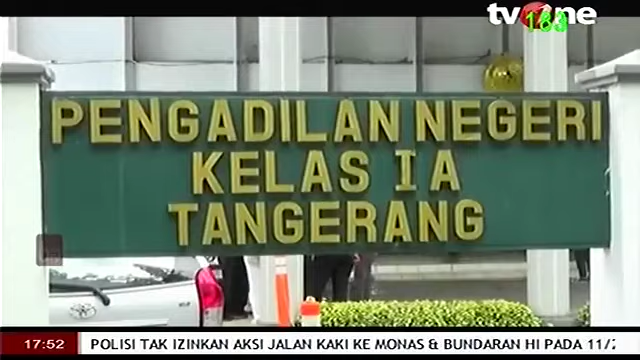 tvOne
183
PENGADILAN NEGERI
KELAS IA
TANGERANG
17:52 POLISI TAK IZINKAN AKSI JALAN KAKI KE MONAS & BUNDARAN HI PADA 11/2